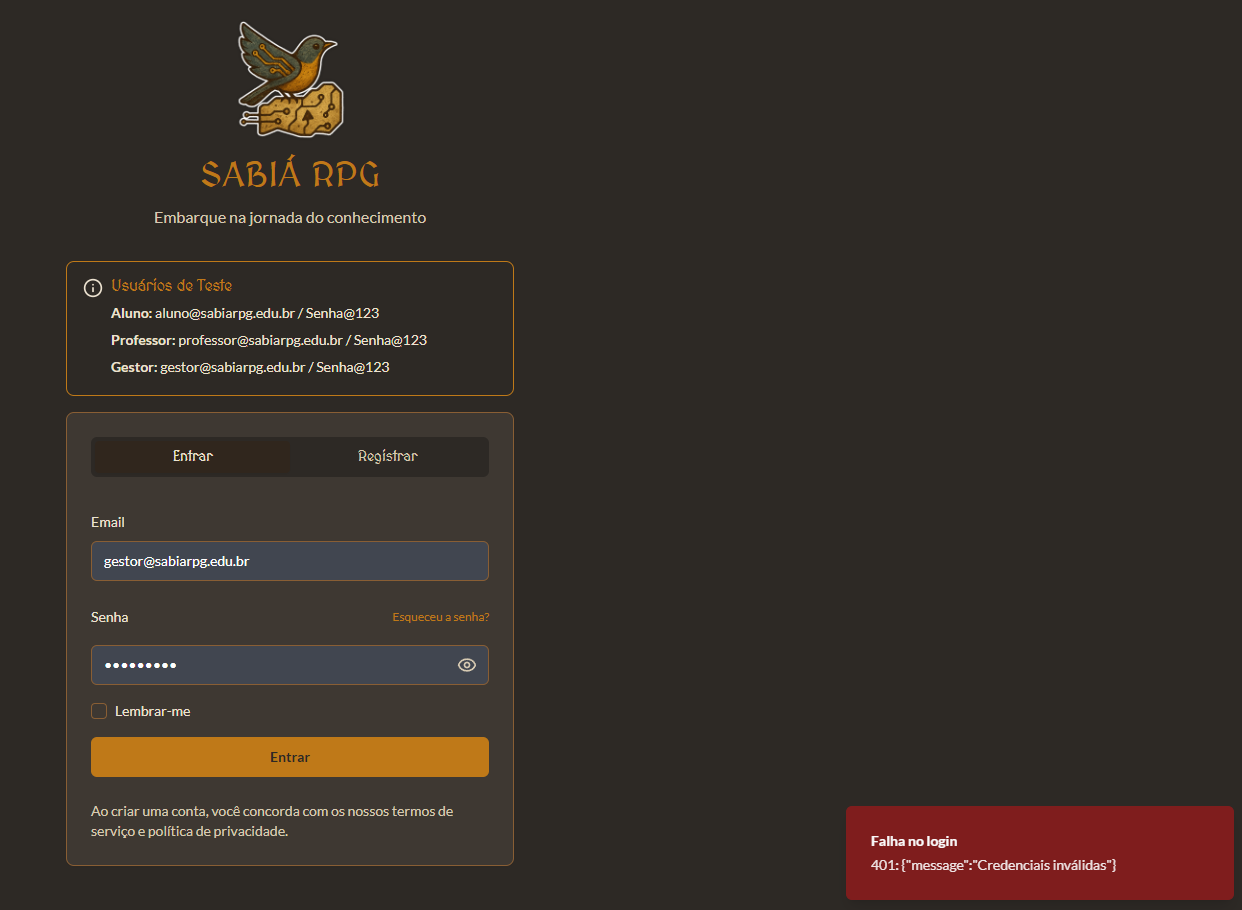 SABIÁ RPG
Embarque na jornada do conhecimento
Usuários de Teste
Aluno: aluno@sabiarpg.edu.br / Senha@123
Professor: professor@sabiarpg.edu.br / Senha@123
Gestor: gestor@sabiarpg.edu.br / Senha@123
Entrar
Registrar
Email
gestor@sabiarpg.edu.br
Senha
Esqueceu a senha?
•••••••••
Lembrar-me
Entrar
Ao criar uma conta, você concorda com os nossos termos de
serviço e política de privacidade.
Falha no login
401: {"message":"Credenciais inválidas"}